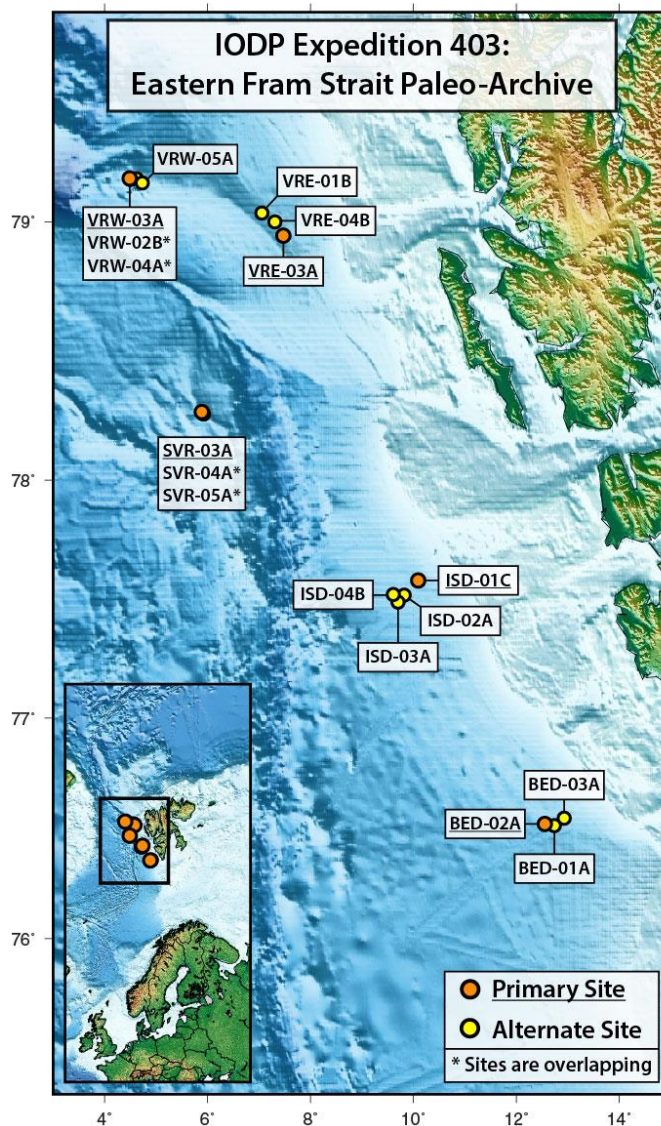 IODP Expedition 403:
Eastern Fram Strait Paleo-Archive
VRW-05A
VRE-01B
VRE-04B
79°
VRW-03A
VRW-02B*
VRW-04A*
VRE-03A
SVR-03A
SVR-04A*
SVR-05A*
78°
ISD-04B
ISD-01C
ISD-02A
ISD-03A
77°
BED-03A
BED-02A
BED-01A
76°
Primary Site
Alternate Site
* Sites are overlapping
4° 6° 8° 10° 12° 14°